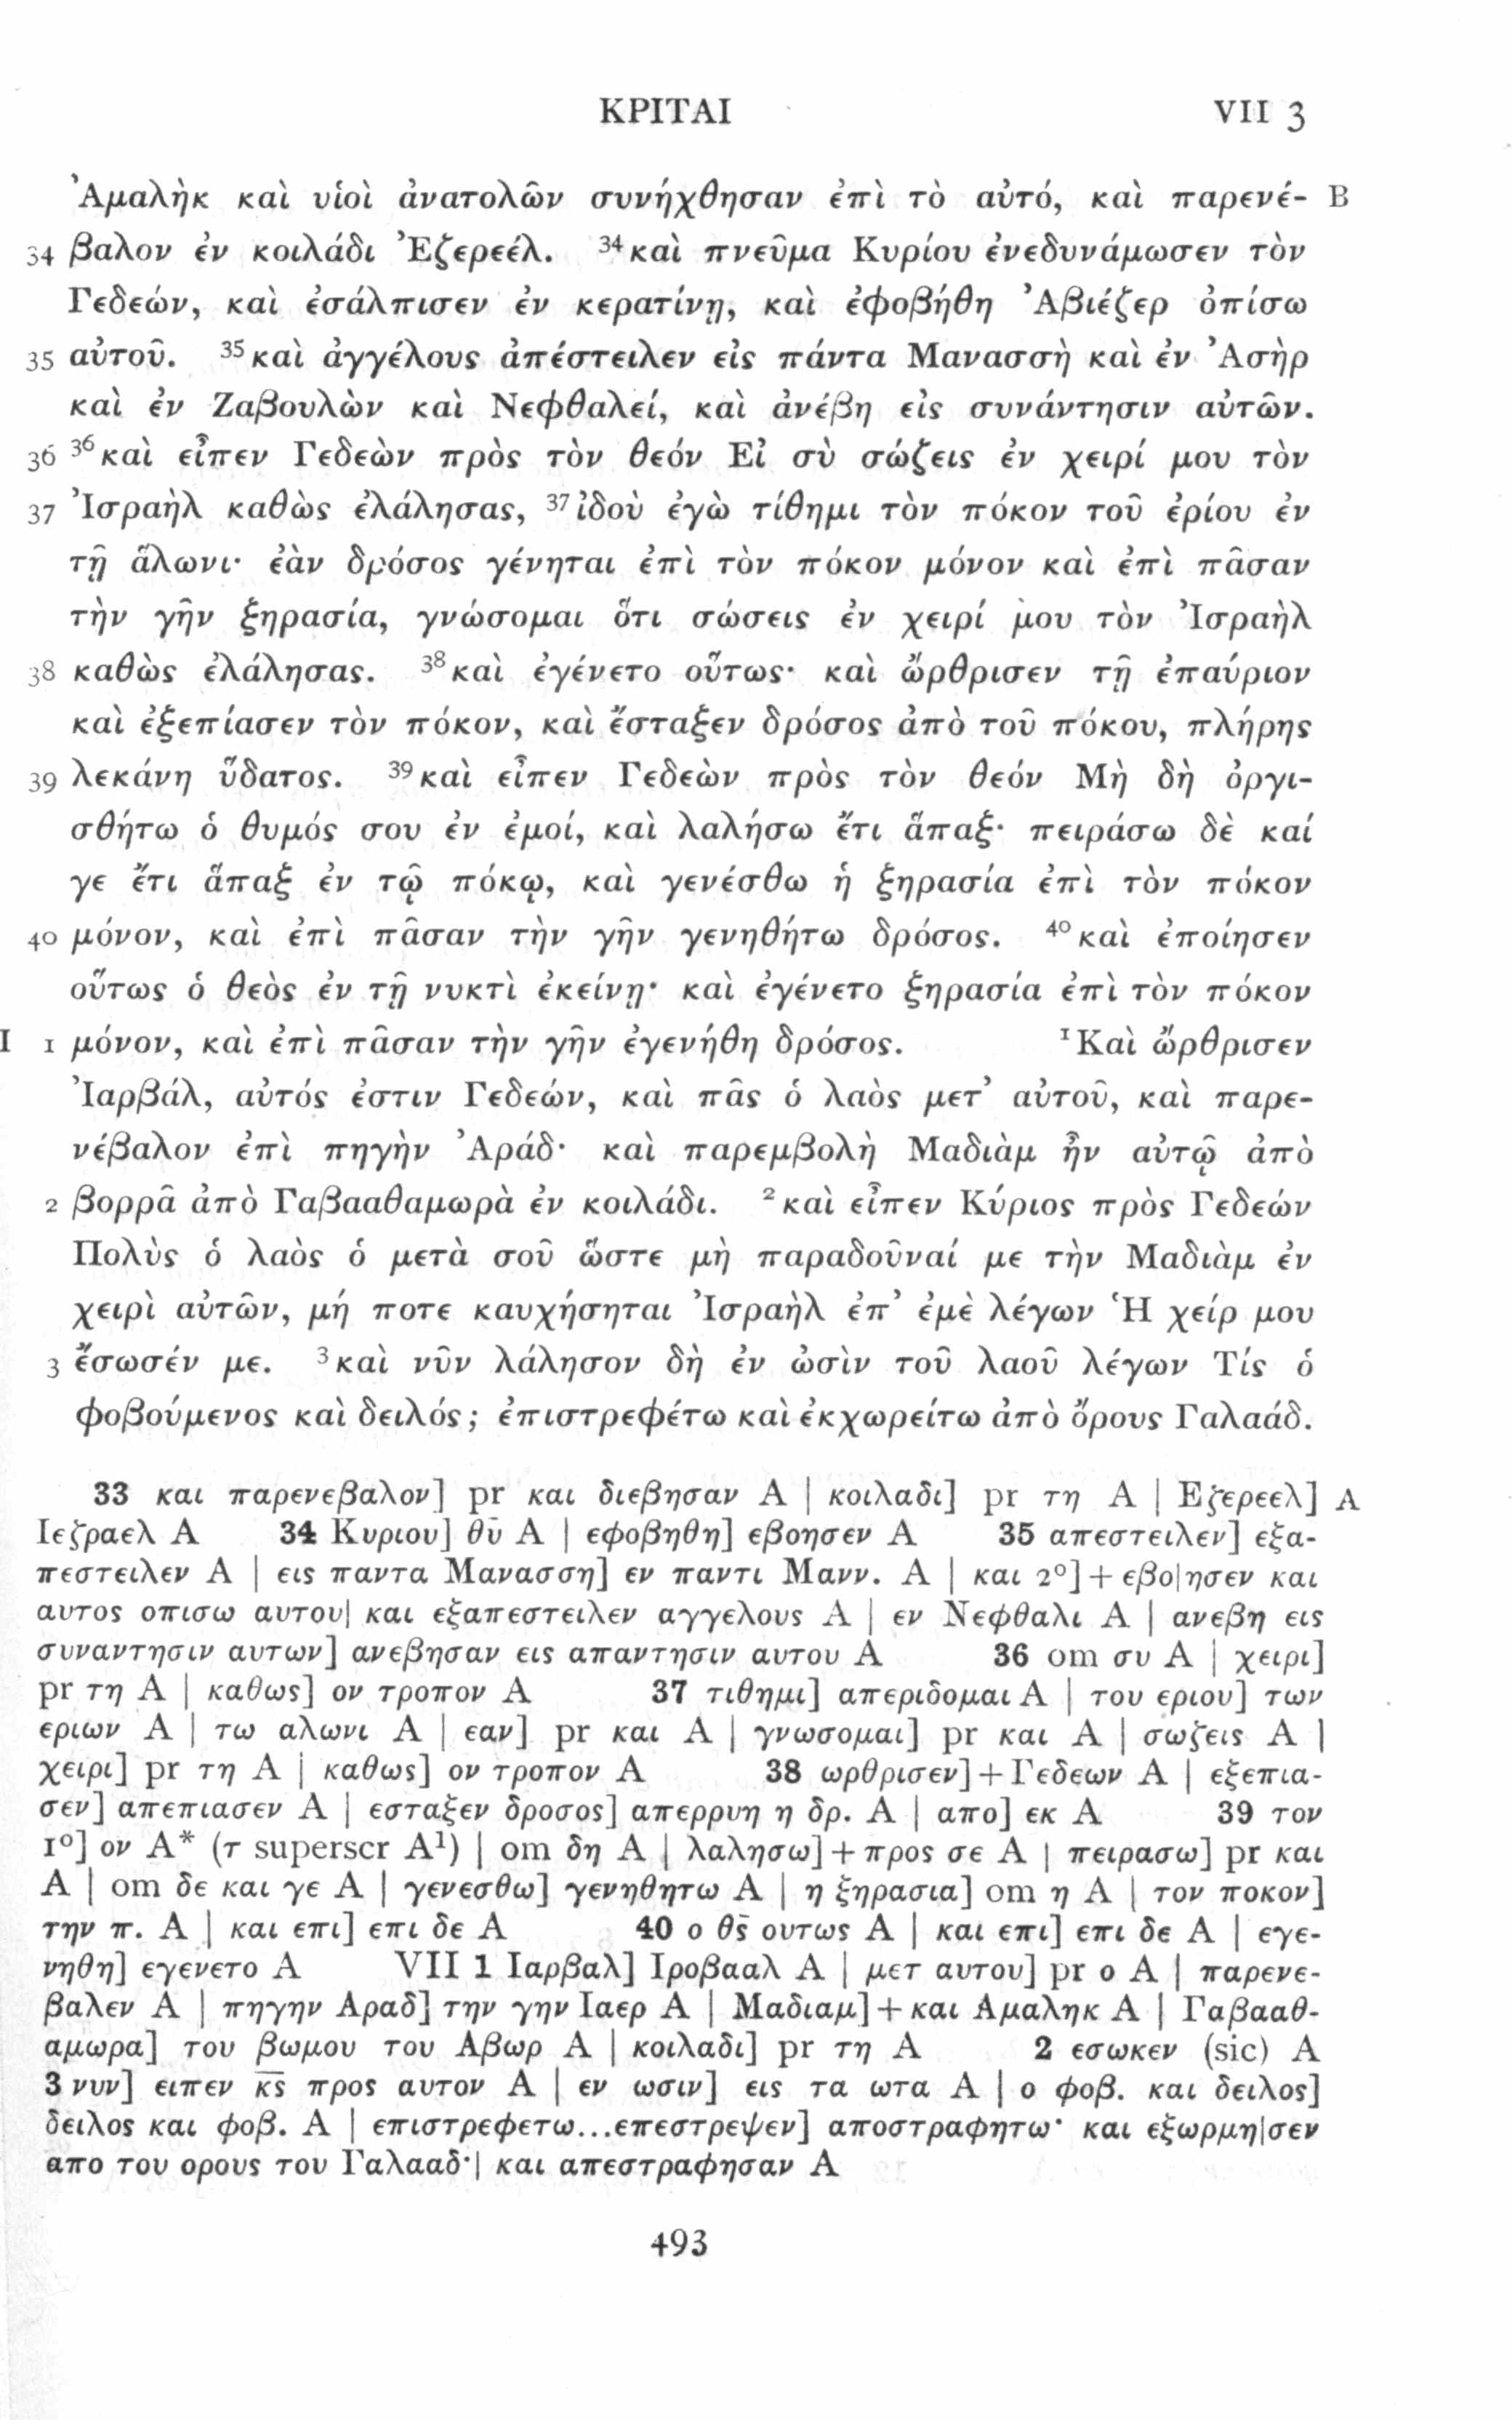 ΚΡΙΤΑΙ VII 3
Ἀμαλὴκ καὶ υἱοὶ ἀνατολῶν συνήχθησαν ἐπὶ τὸ αὐτό, καὶ παρενέ- B
34 βαλον ἐν κοιλάδι Ἐζερεέλ. ³⁴καὶ πνεῦμα Κυρίου ἐνεδυνάμωσεν τὸν
Γεδεών, καὶ ἐσάλπισεν ἐν κερατίνῃ, καὶ ἐφοβήθη Ἀβιέζερ ὀπίσω
35 αὐτοῦ. ³⁵καὶ ἀγγέλους ἀπέστειλεν εἰς πάντα Μανασσὴ καὶ ἐν Ἀσὴρ
καὶ ἐν Ζαβουλὼν καὶ Νεφθαλεί, καὶ ἀνέβη εἰς συνάντησιν αὐτῶν.
36 ³⁶καὶ εἶπεν Γεδεὼν πρὸς τὸν θεόν Εἰ σὺ σώζεις ἐν χειρί μου τὸν
37 Ἰσραὴλ καθὼς ἐλάλησας, ³⁷ἰδοὺ ἐγὼ τίθημι τὸν πόκον τοῦ ἐρίου ἐν
τῇ ἅλωνι· ἐὰν δρόσος γένηται ἐπὶ τὸν πόκον μόνον καὶ ἐπὶ πᾶσαν
τὴν γῆν ξηρασία, γνώσομαι ὅτι σώσεις ἐν χειρί μου τὸν Ἰσραὴλ
38 καθὼς ἐλάλησας. ³⁸καὶ ἐγένετο οὕτως· καὶ ὤρθρισεν τῇ ἐπαύριον
καὶ ἐξεπίασεν τὸν πόκον, καὶ ἔσταξεν δρόσος ἀπὸ τοῦ πόκου, πλήρης
39 λεκάνη ὕδατος. ³⁹καὶ εἶπεν Γεδεὼν πρὸς τὸν θεόν Μὴ δὴ ὀργι-
σθήτω ὁ θυμός σου ἐν ἐμοί, καὶ λαλήσω ἔτι ἅπαξ· πειράσω δὲ καί
γε ἔτι ἅπαξ ἐν τῷ πόκῳ, καὶ γενέσθω ἡ ξηρασία ἐπὶ τὸν πόκον
40 μόνον, καὶ ἐπὶ πᾶσαν τὴν γῆν γενηθήτω δρόσος. ⁴⁰καὶ ἐποίησεν
οὕτως ὁ θεὸς ἐν τῇ νυκτὶ ἐκείνῃ· καὶ ἐγένετο ξηρασία ἐπὶ τὸν πόκον
I 1 μόνον, καὶ ἐπὶ πᾶσαν τὴν γῆν ἐγενήθη δρόσος. ¹Καὶ ὤρθρισεν
Ἰαρβάλ, αὐτός ἐστιν Γεδεών, καὶ πᾶς ὁ λαὸς μετ’ αὐτοῦ, καὶ παρε-
νέβαλον ἐπὶ πηγὴν Ἀράδ· καὶ παρεμβολὴ Μαδιὰμ ἦν αὐτῷ ἀπὸ
2 βορρᾶ ἀπὸ Γαβααθαμωρὰ ἐν κοιλάδι. ²καὶ εἶπεν Κύριος πρὸς Γεδεών
Πολὺς ὁ λαὸς ὁ μετὰ σοῦ ὥστε μὴ παραδοῦναί με τὴν Μαδιὰμ ἐν
χειρὶ αὐτῶν, μή ποτε καυχήσηται Ἰσραὴλ ἐπ’ ἐμὲ λέγων Ἡ χείρ μου
3 ἔσωσέν με. ³καὶ νῦν λάλησον δὴ ἐν ὠσὶν τοῦ λαοῦ λέγων Τίς ὁ
φοβούμενος καὶ δειλός; ἐπιστρεφέτω καὶ ἐκχωρείτω ἀπὸ ὄρους Γαλαάδ.
33 και παρενεβαλον] pr και διεβησαν A | κοιλαδι] pr τη A | Εζερεελ] A
Ιεζραελ A 34 Κυριου] θ̅υ̅ A | εφοβηθη] εβοησεν A 35 απεστειλεν] εξα-
πεστειλεν A | εις παντα Μανασση] εν παντι Μανν. A | και 2°]+εβο|ησεν και
αυτος οπισω αυτου| και εξαπεστειλεν αγγελους A | εν Νεφθαλι A | ανεβη εις
συναντησιν αυτων] ανεβησαν εις απαντησιν αυτου A 36 om συ A | χειρι]
pr τη A | καθως] ον τροπον A 37 τιθημι] απεριδομαι A | του εριου] των
εριων A | τω αλωνι A | εαν] pr και A | γνωσομαι] pr και A | σωζεις A |
χειρι] pr τη A | καθως] ον τροπον A 38 ωρθρισεν]+Γεδεων A | εξεπια-
σεν] απεπιασεν A | εσταξεν δροσος] απερρυη η δρ. A | απο] εκ A 39 τον
1°] ον A* (τ superscr A¹) | om δη A | λαλησω]+προς σε A | πειρασω] pr και
A | om δε και γε A | γενεσθω] γενηθητω A | η ξηρασια] om η A | τον ποκον]
την π. A | και επι] επι δε A 40 ο θ̅ς̅ ουτως A | και επι] επι δε A | εγε-
νηθη] εγενετο A VII 1 Ιαρβαλ] Ιροβααλ A | μετ αυτου] pr ο A | παρενε-
βαλεν A | πηγην Αραδ] την γην Ιαερ A | Μαδιαμ]+και Αμαληκ A | Γαβααθ-
αμωρα] του βωμου του Αβωρ A | κοιλαδι] pr τη A 2 εσωκεν (sic) A
3 νυν] ειπεν κ̅ς̅ προς αυτον A | εν ωσιν] εις τα ωτα A | ο φοβ. και δειλος]
δειλος και φοβ. A | επιστρεφετω...επεστρεψεν] αποστραφητω· και εξωρμη|σεν
απο του ορους του Γαλααδ·| και απεστραφησαν A
493